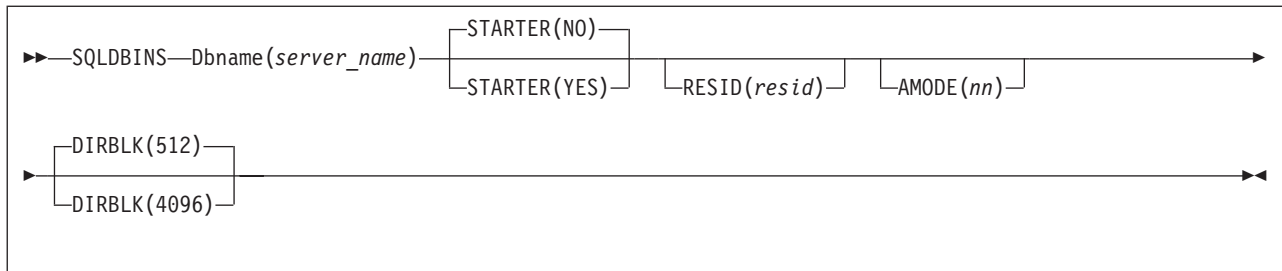 STARTER(NO)
SQLDBINS Dbname(server_name)
STARTER(YES) RESID(resid) AMODE(nn)
DIRBLK(512)
DIRBLK(4096)